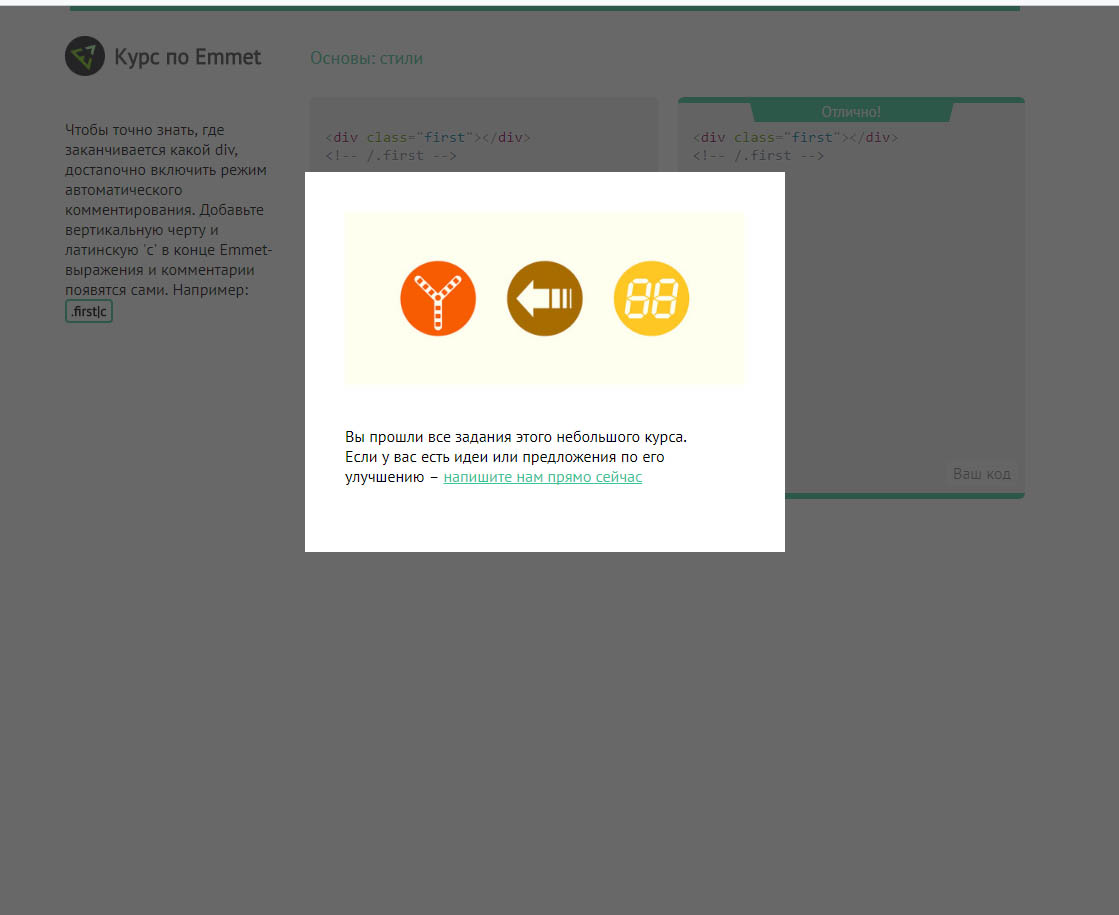 Курс по Emmet
Основы: стили
Чтобы точно знать, где
заканчивается какой div,
достапочно включить режим
автоматического
комментирования. Добавьте
вертикальную черту и
латинскую `c` в конце Emmet-
выражения и комментарии
появятся сами. Например:
.first|c
<div class="first"></div>
<!-- /.first -->
Отлично!
<div class="first"></div>
<!-- /.first -->
Ваш код
88
Вы прошли все задания этого небольшого курса.
Если у вас есть идеи или предложения по его
улучшению – напишите нам прямо сейчас